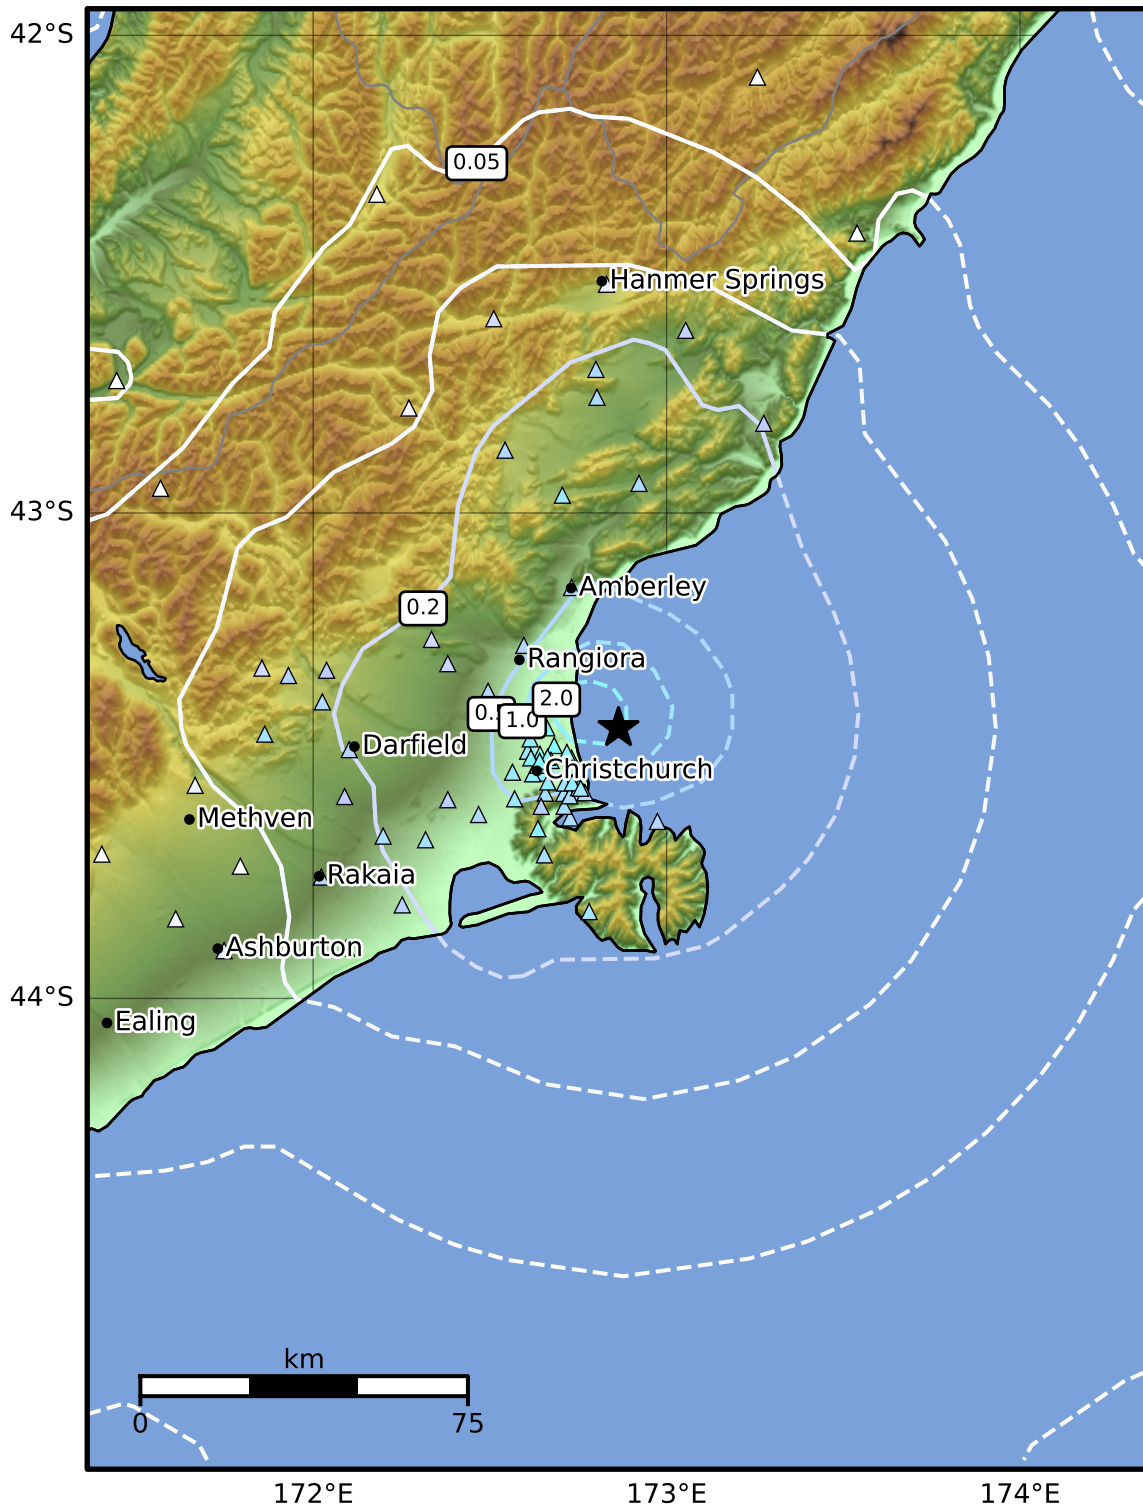 42°S
0.05
Hanmer Springs
43°S
Amberley
0.2
Rangiora
2.0
1.0
Darfield
Christchurch
Methven
Rakaia
Ashburton
44°S
Ealing
km
0
75
172°E
173°E
174°E